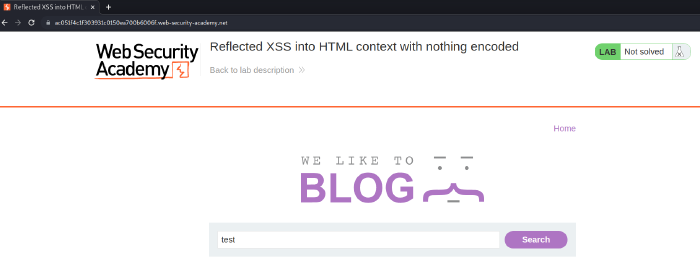 Reflected XSS into HTML
ac051f4c1f303931c0150ea700b6006f.web-security-academy.net
Web Security
Academy
Reflected XSS into HTML context with nothing encoded
Back to lab description
LAB Not solved
Home
WE LIKE TO
BLOG
test
Search